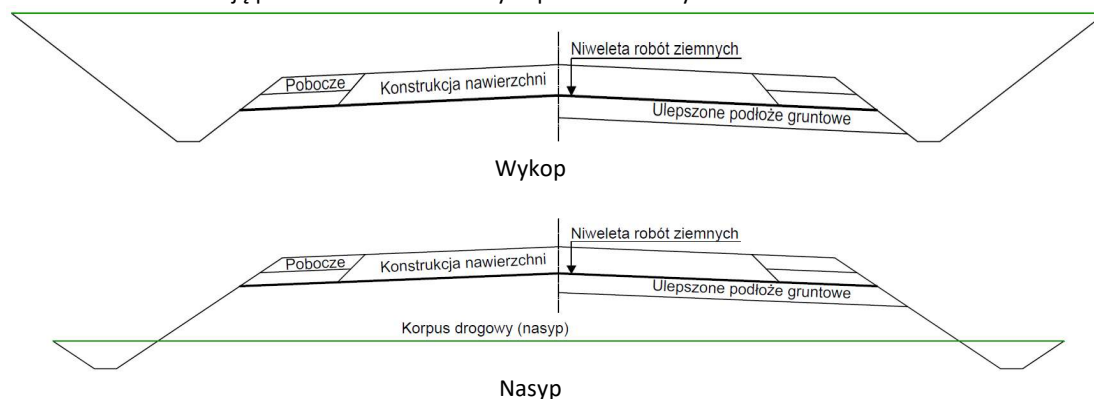 Niweleta robót ziemnych
Pobocze
Konstrukcja nawierzchni
Ulepszone podłoże gruntowe
Wykop
Niweleta robót ziemnych
Pobocze
Konstrukcja nawierzchni
Ulepszone podłoże gruntowe
Korpus drogowy (nasyp)
Nasyp